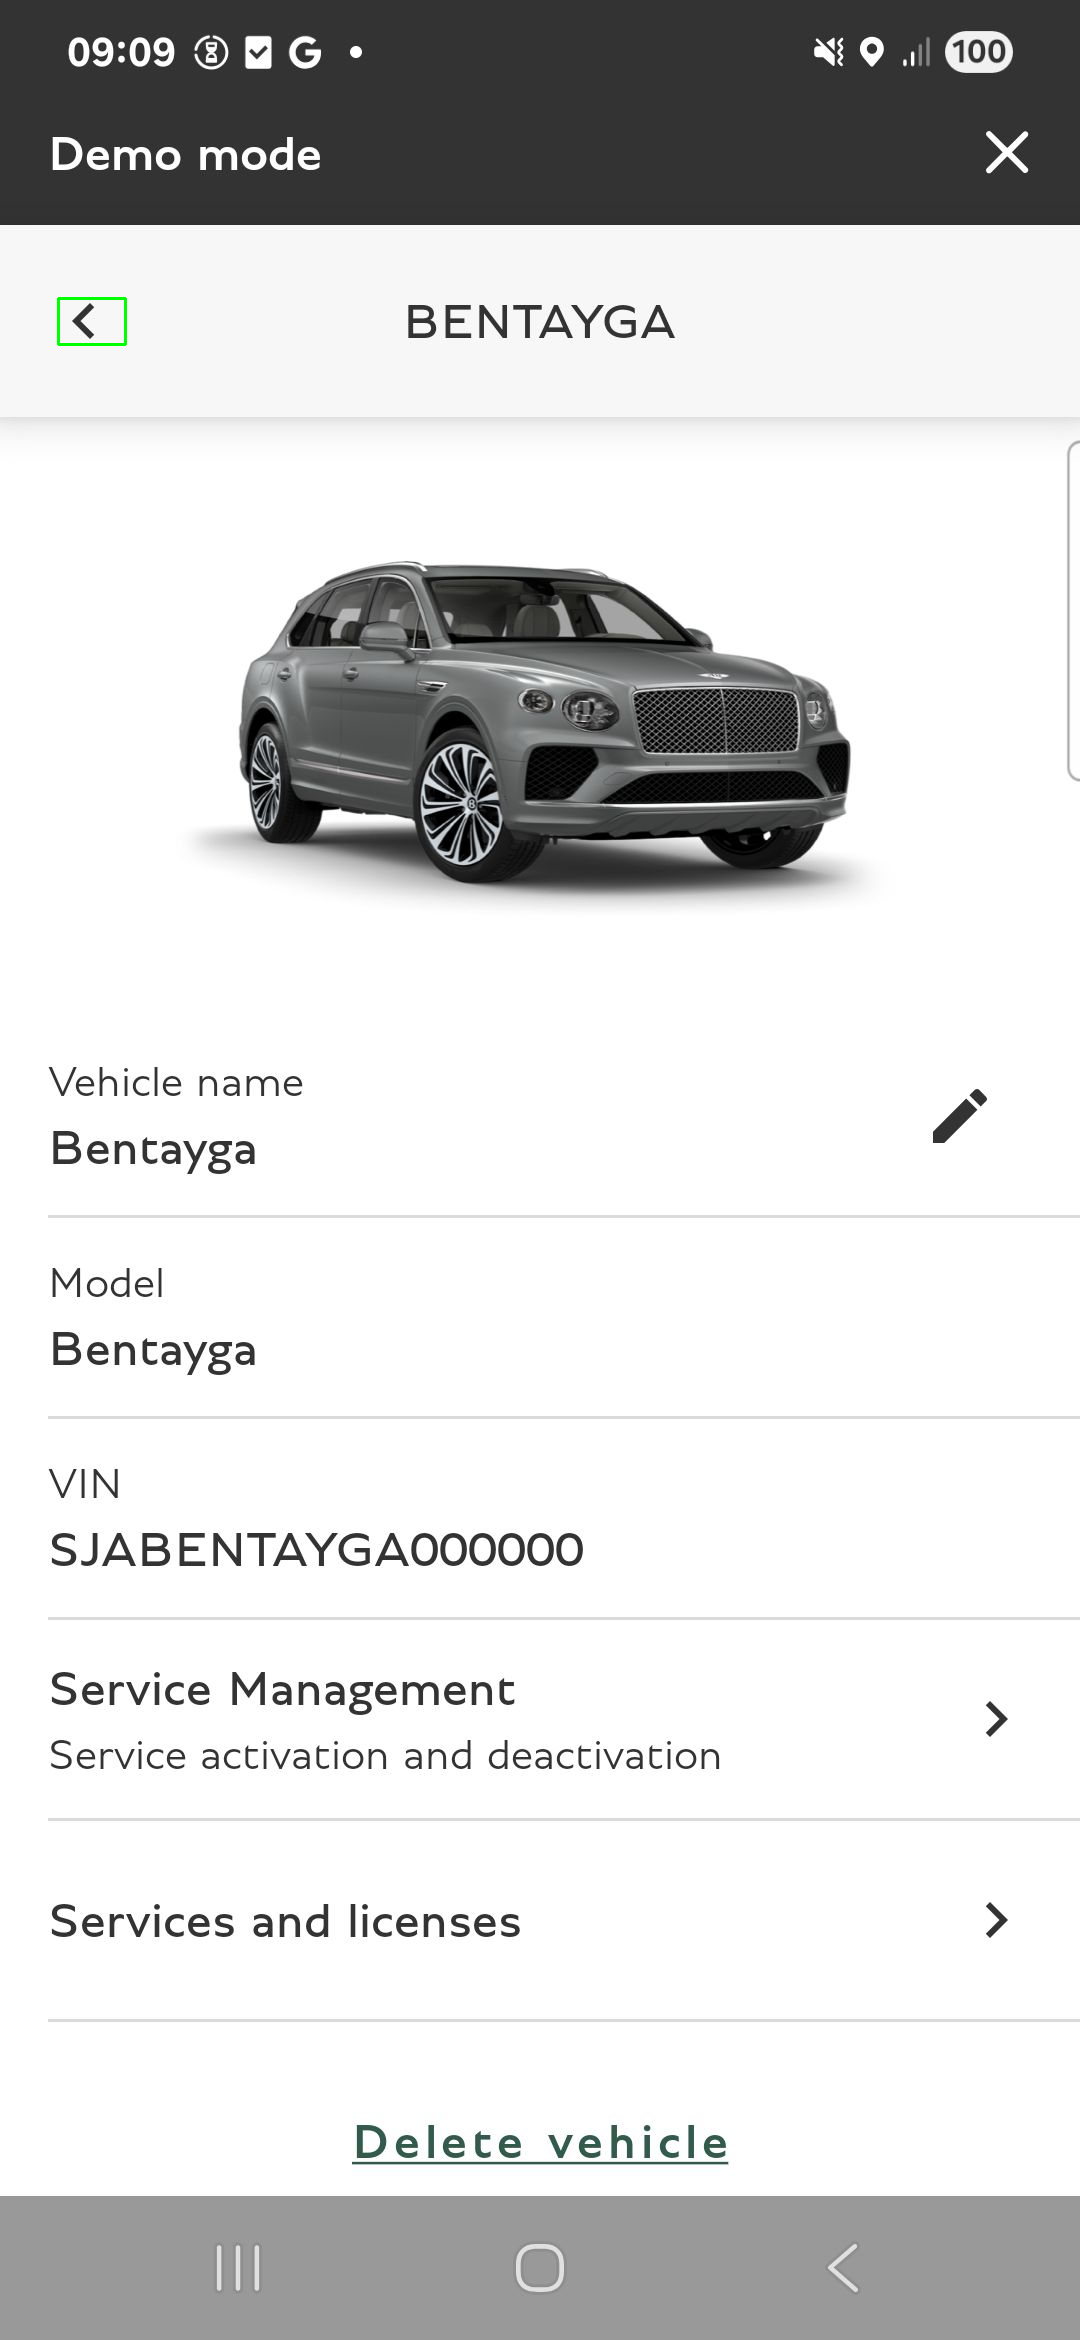 09:09 G 100
Demo mode
BENTAYGA
Vehicle name
Bentayga
Model
Bentayga
VIN
SJABENTAYGA000000
Service Management
Service activation and deactivation
Services and licenses
Delete vehicle